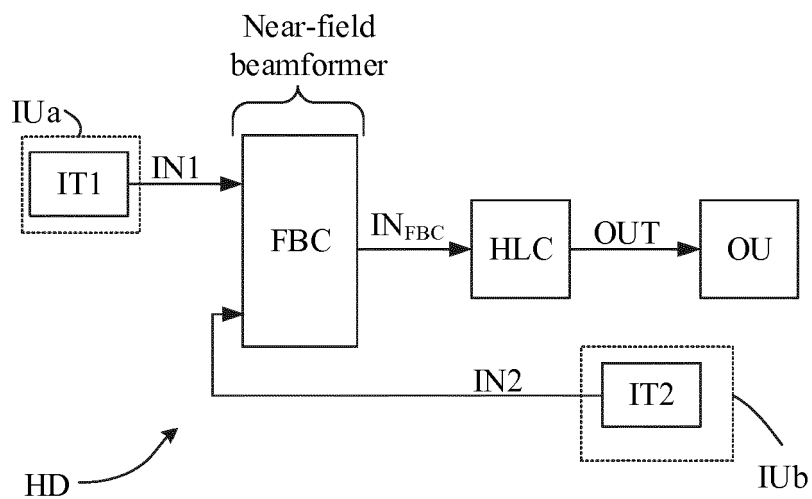 Near-field
beamformer
IUa
IT1
IN1
FBC
IN_FBC
HLC
OUT
OU
IN2
IT2
HD
IUb